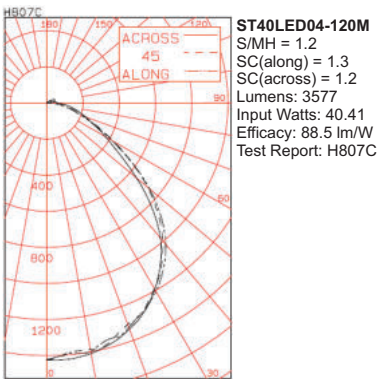 H807C
180
150
120
ACROSS
45
ALONG
90
400
60
800
1200
0
30
ST40LED04-120M
S/MH = 1.2
SC(along) = 1.3
SC(across) = 1.2
Lumens: 3577
Input Watts: 40.41
Efficacy: 88.5 lm/W
Test Report: H807C